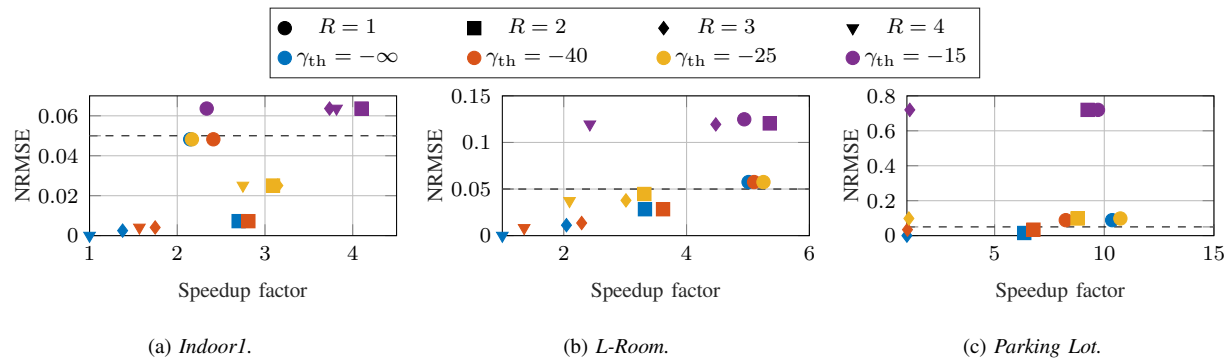 R = 1 R = 2 R = 3 R = 4
γth = −∞ γth = −40 γth = −25 γth = −15
NRMSE
0.06
0.04
0.02
0
1 2 3 4
Speedup factor
(a) Indoor1.
NRMSE
0.15
0.1
0.05
0
2 4 6
Speedup factor
(b) L-Room.
NRMSE
0.8
0.6
0.4
0.2
0
5 10 15
Speedup factor
(c) Parking Lot.